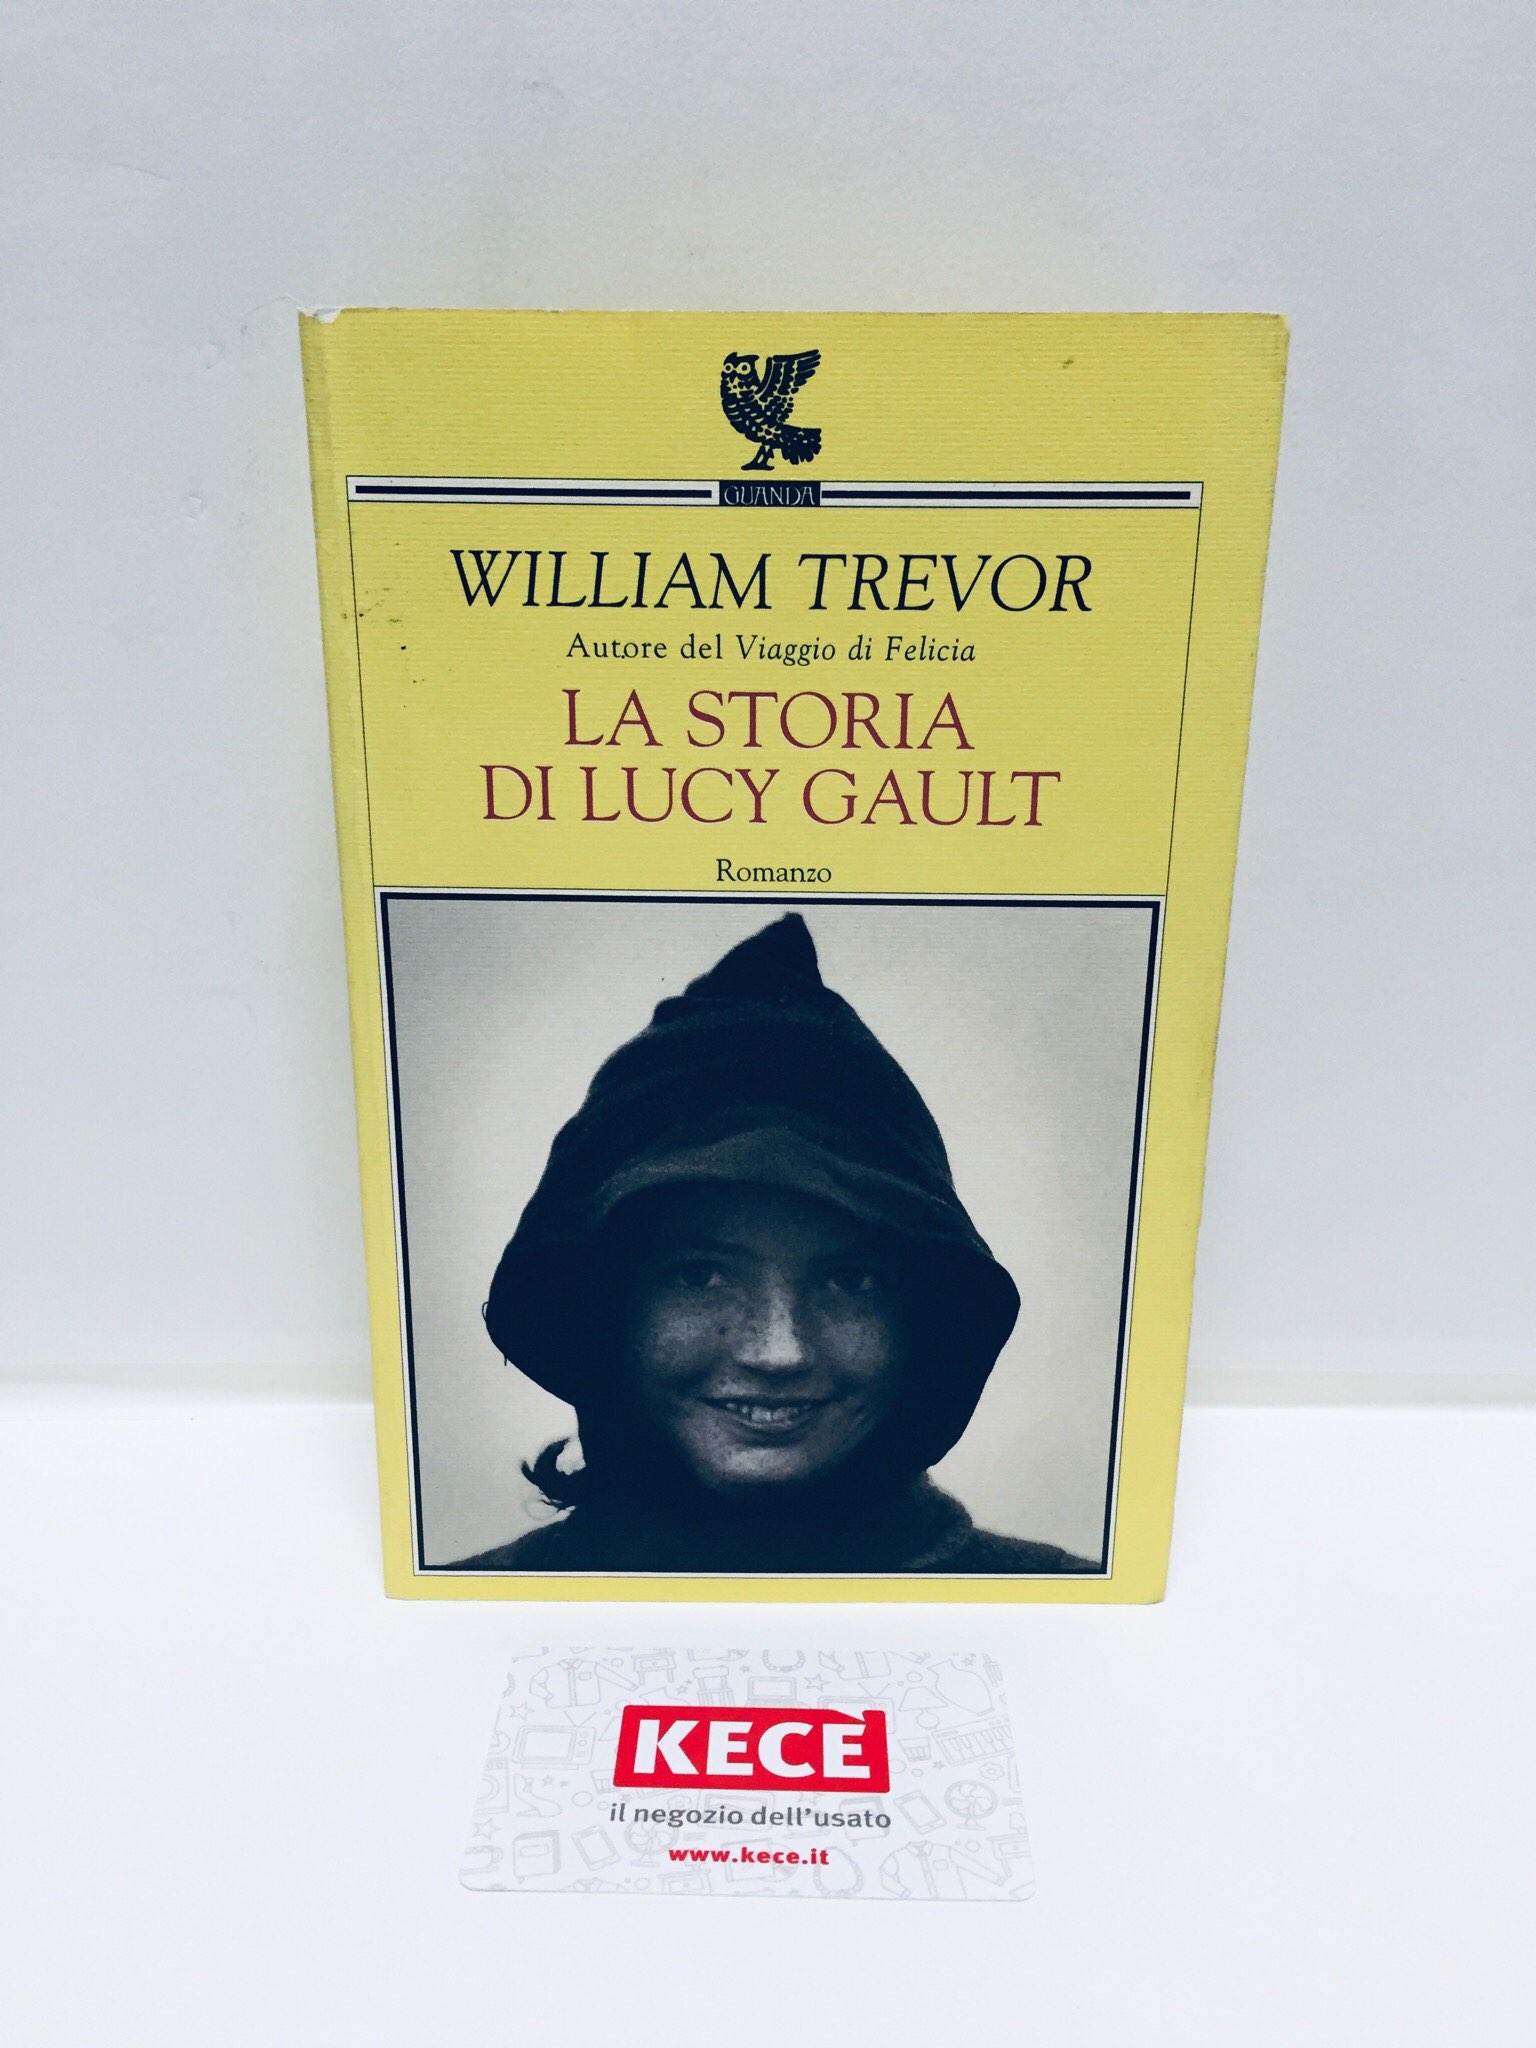 GUANDA
WILLIAM TREVOR
Autore del Viaggio di Felicia
LA STORIA
DI LUCY GAULT
Romanzo
KECE'
il negozio dell'usato
www.kece.it